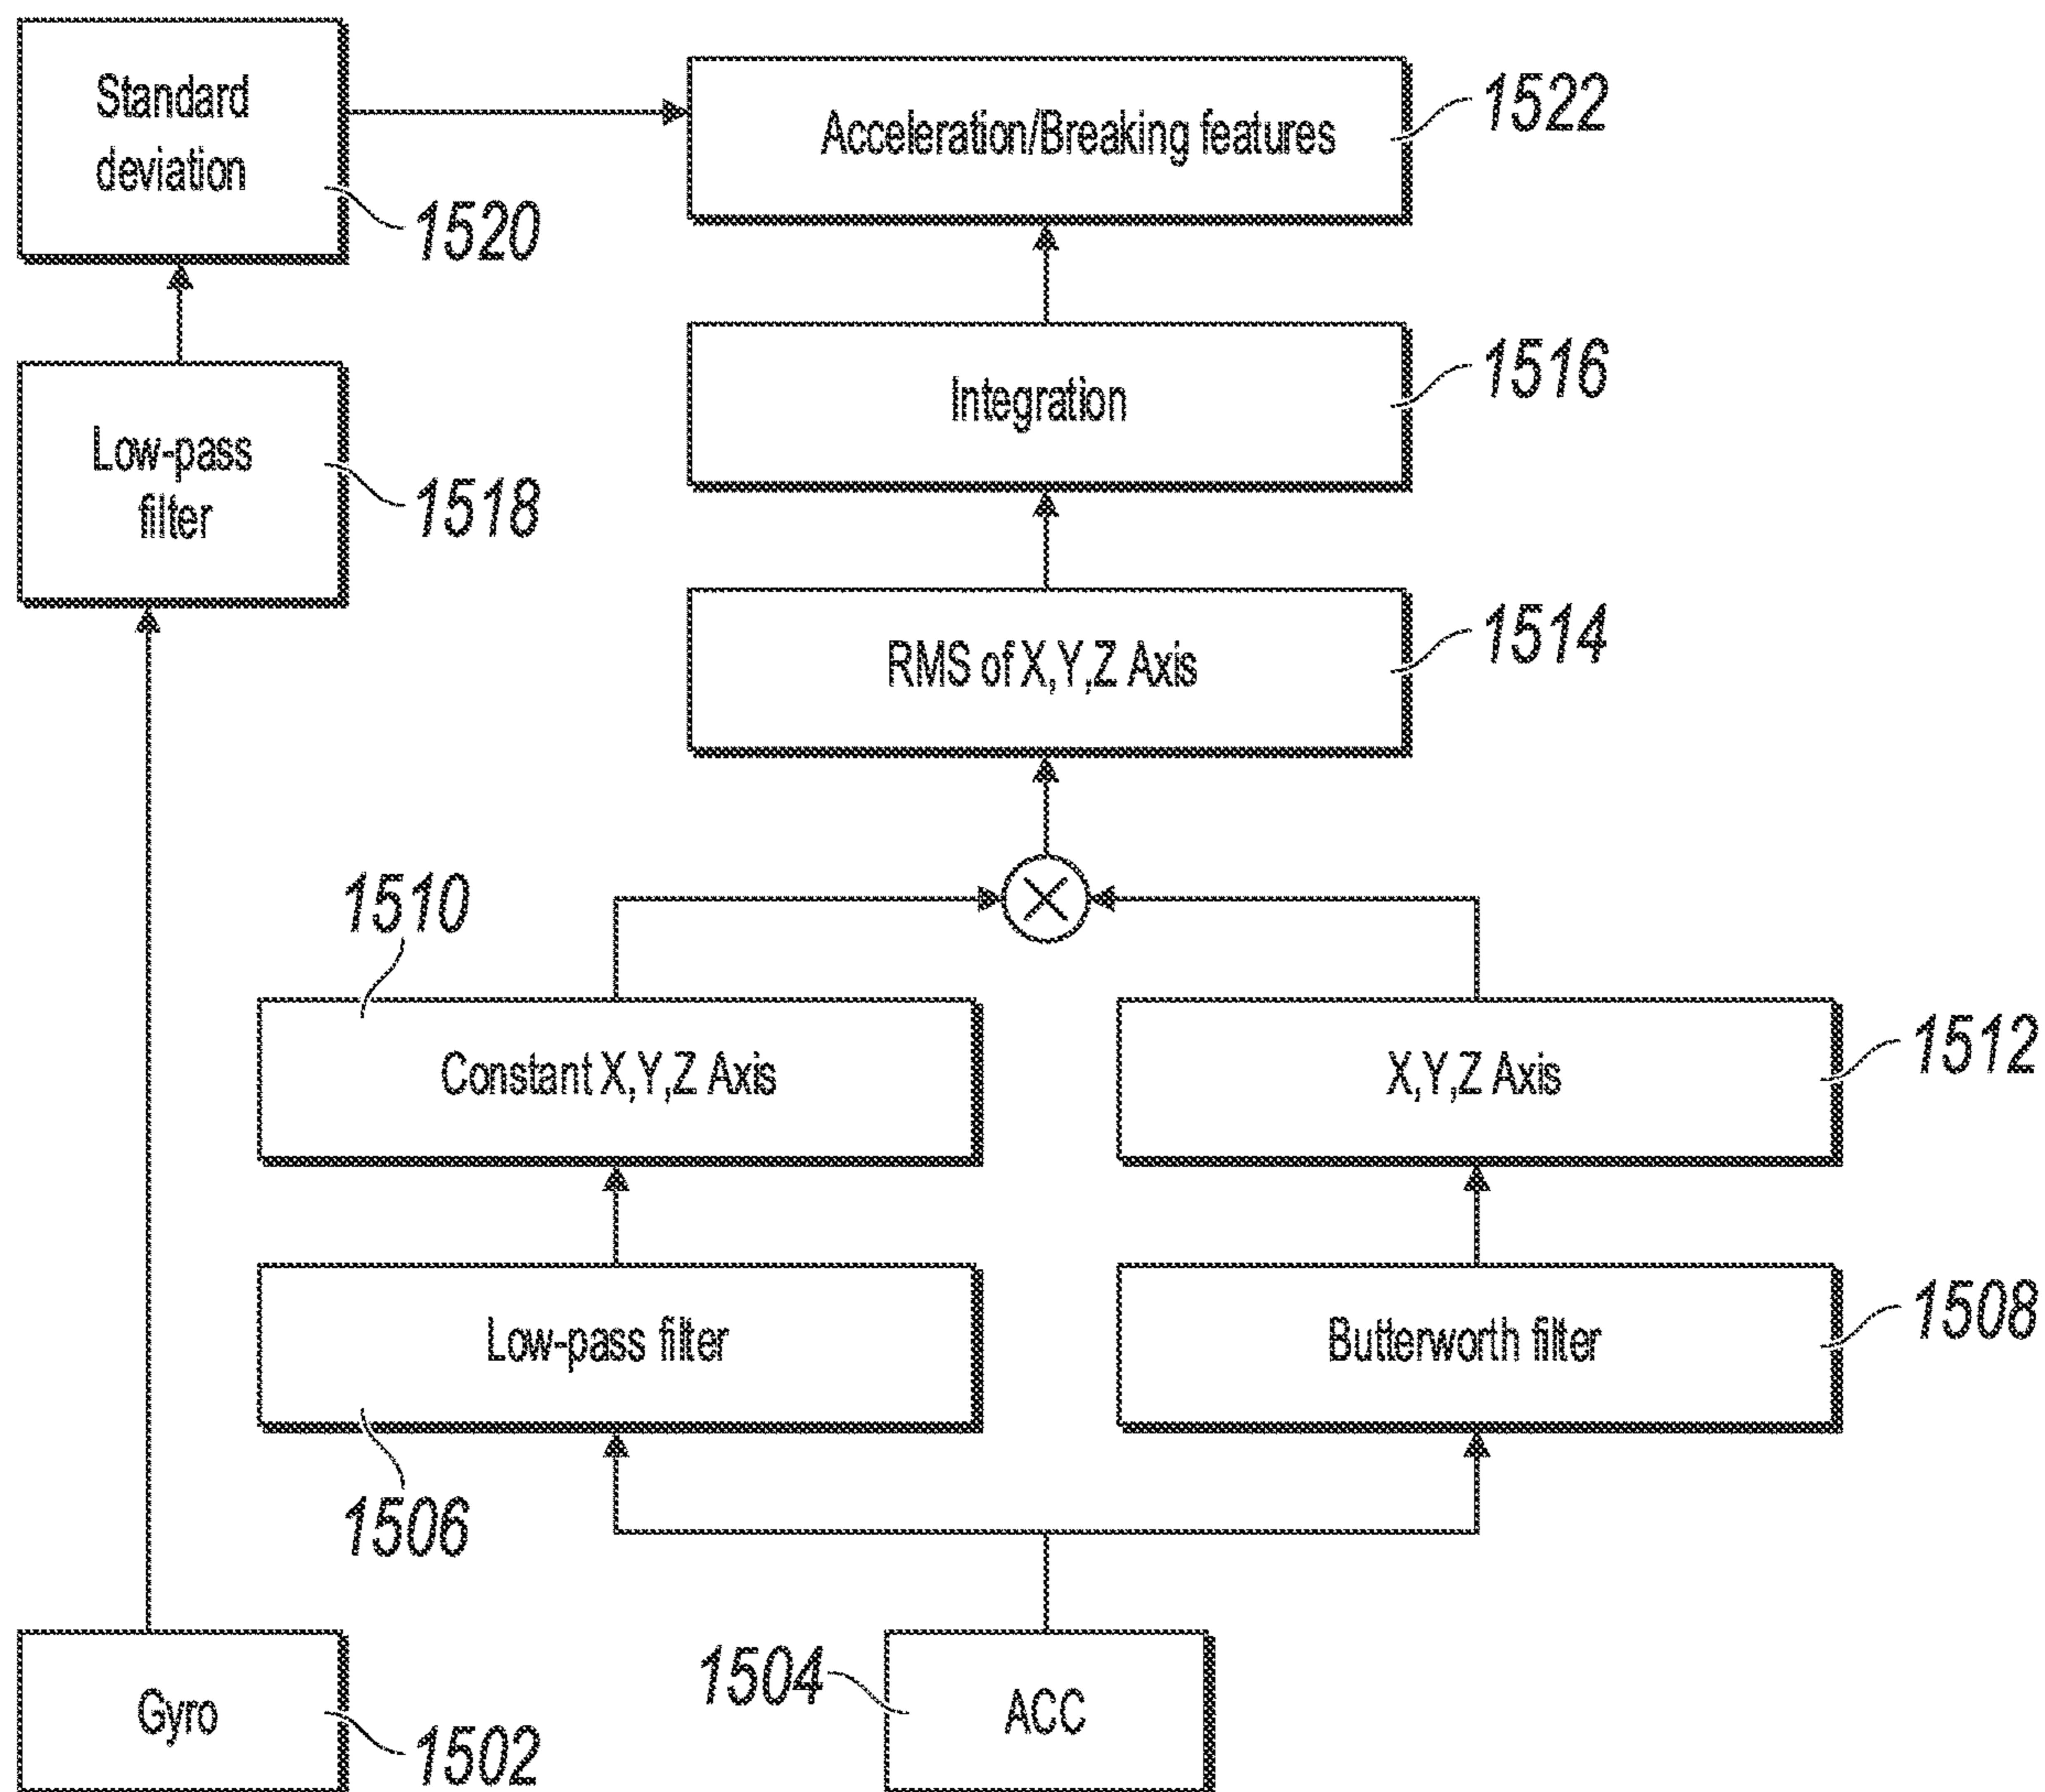 Standard
deviation
1520
Acceleration/Breaking features
1522
Low-pass
filter
1518
Integration
1516
RMS of X,Y,Z Axis
1514
1510
Constant X,Y,Z Axis
X,Y,Z Axis
1512
Low-pass filter
1506
Butterworth filter
1508
Gyro
1502
1504
ACC